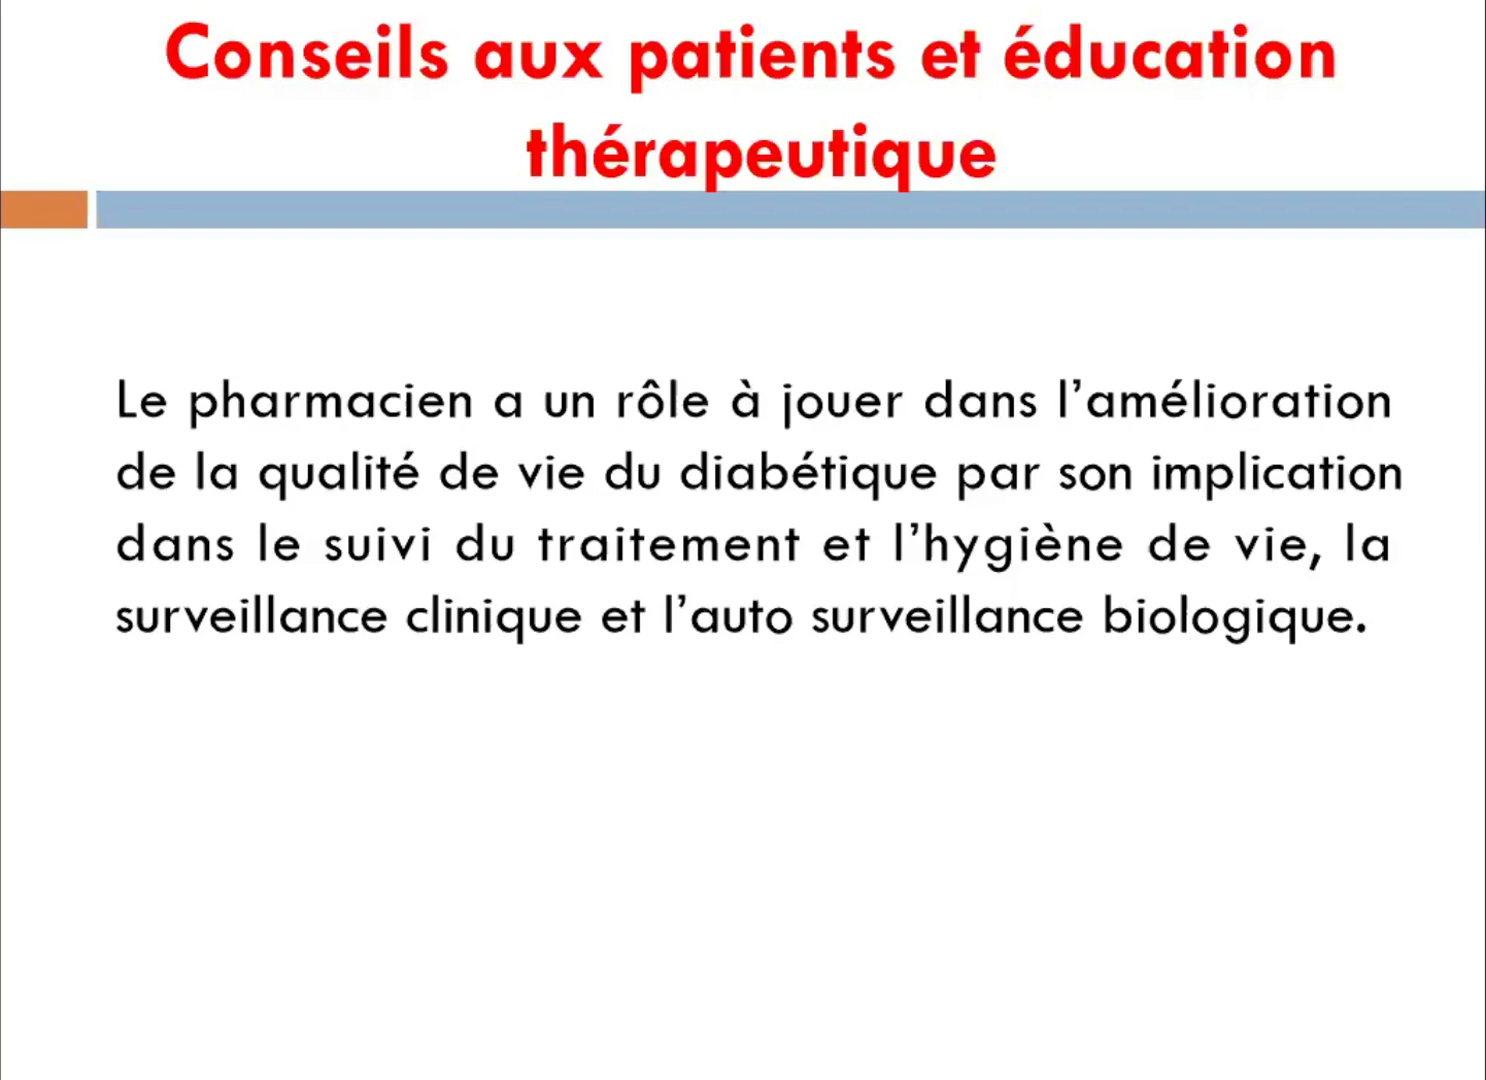 Conseils aux patients et éducation
thérapeutique
Le pharmacien a un rôle à jouer dans l’amélioration
de la qualité de vie du diabétique par son implication
dans le suivi du traitement et l’hygiène de vie, la
surveillance clinique et l’auto surveillance biologique.